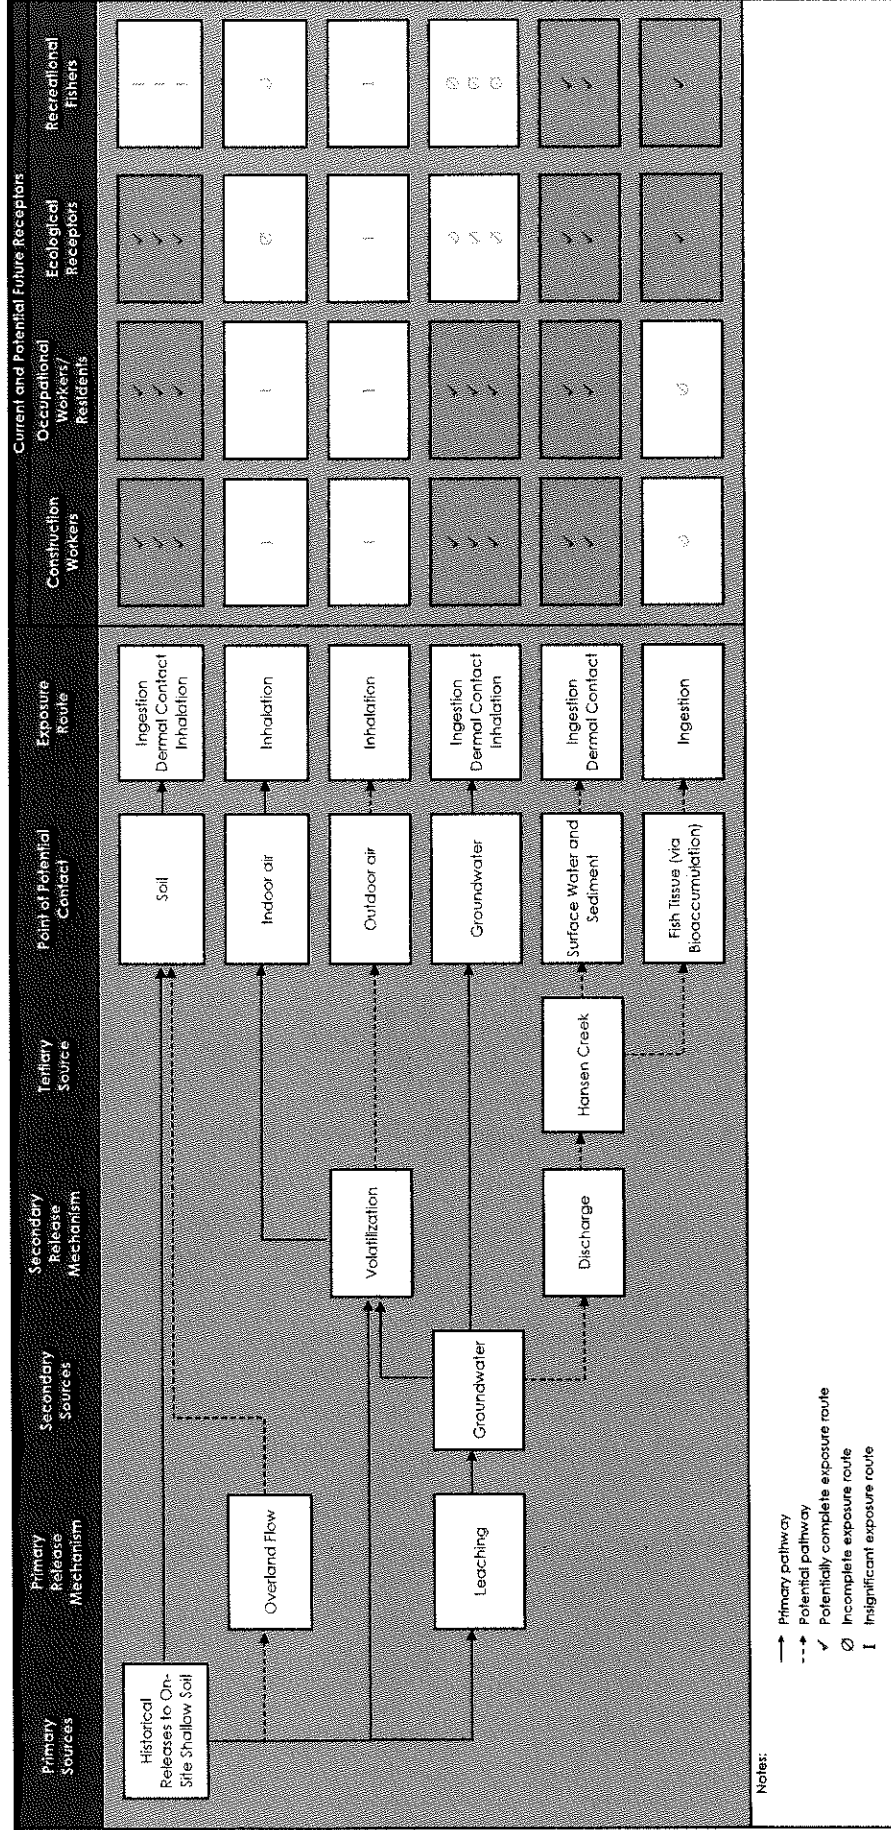 Current and Potential Future Receptors
Primary
Sources
Primary
Release
Mechanism
Secondary
Sources
Secondary
Release
Mechanism
Tertiary
Source
Point of Potential
Contact
Exposure
Route
Construction
Workers
Occupational
Workers/
Residents
Ecological
Receptors
Recreational
Fishers
Historical
Releases to On-
Site Shallow Soil
Overland Flow
Leaching
Groundwater
Volatilization
Discharge
Hansen Creek
Soil
Ingestion
Dermal Contact
Inhalation
✓ ✓ ✓ I
✓ ✓ ✓ I
✓ ✓ ✓ I
Indoor air
Inhalation
I I ∅ ∅
Outdoor air
Inhalation
I I I I
Groundwater
Ingestion
Dermal Contact
Inhalation
✓ ✓ ∅ ∅
✓ ✓ ∅
✓ ✓ ∅
Surface Water and
Sediment
Ingestion
Dermal Contact
✓ ✓ ✓ ✓
✓ ✓ ✓ ✓
Fish Tissue (via
Bioaccumulation)
Ingestion
∅ ∅ ✓ ✓
Notes:
Primary pathway
Potential pathway
✓ Potentially complete exposure route
∅ Incomplete exposure route
I Insignificant exposure route